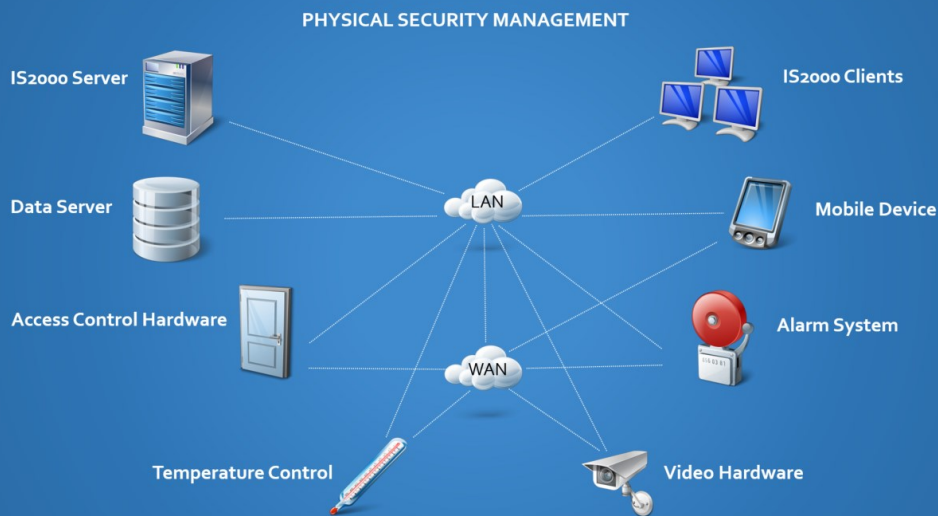 PHYSICAL SECURITY MANAGEMENT
IS2000 Server
IS2000 Clients
LAN
Data Server
Mobile Device
Access Control Hardware
Alarm System
WAN
Temperature Control
Video Hardware